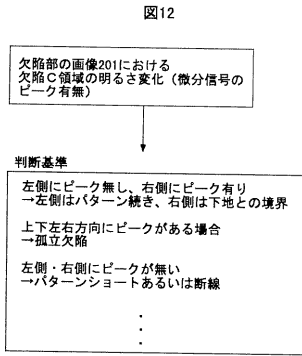 図12
欠陥部の画像201における
欠陥C領域の明るさ変化（微分信号の
ピーク有無）
判断基準
左側にピーク無し、右側にピーク有り
→左側はパターン続き、右側は下地との境界
上下左右方向にピークがある場合
→孤立欠陥
左側・右側にピークが無い
→パターンショートあるいは断線
・
・
・